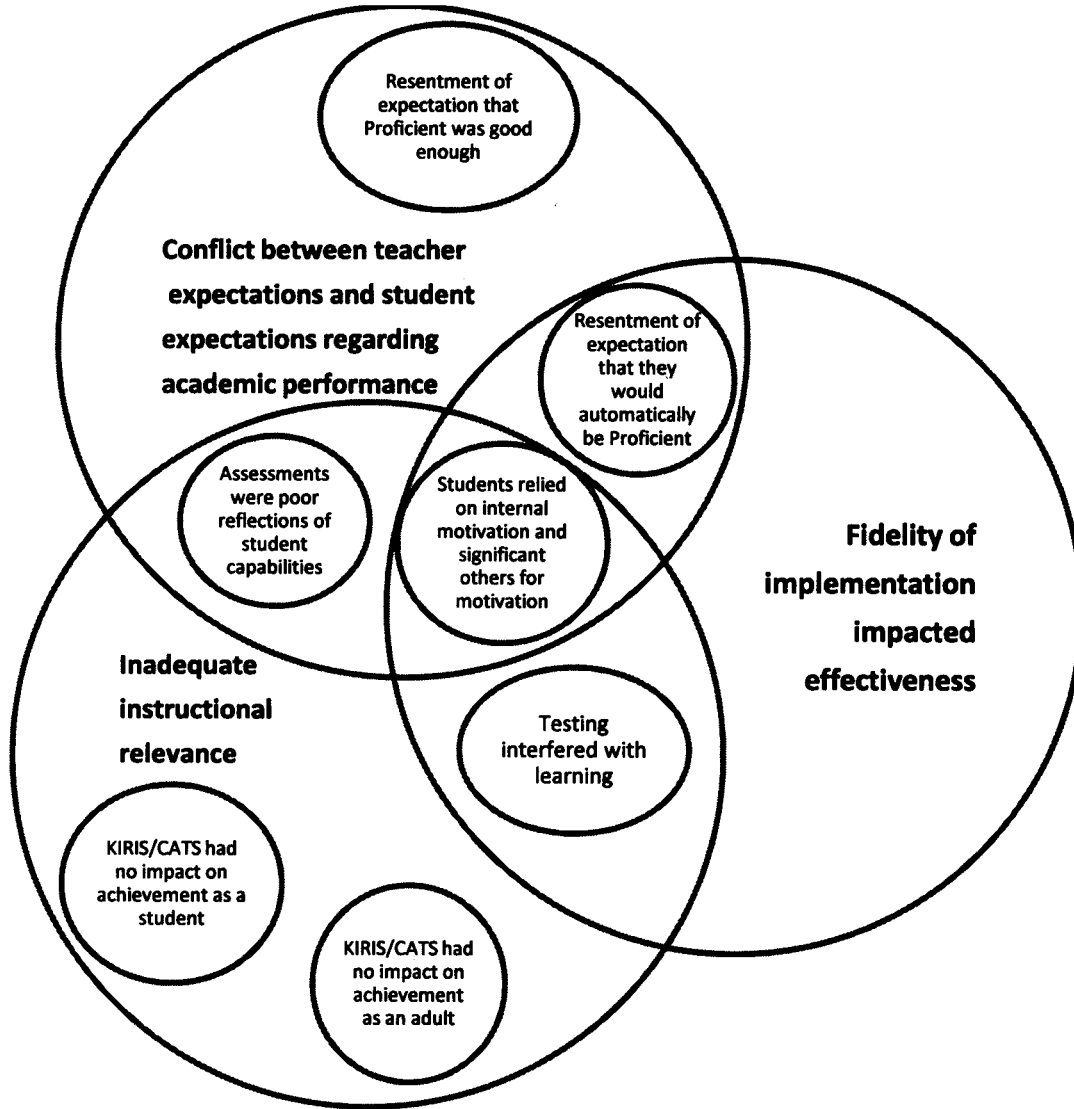 Resentment of
expectation that
Proficient was good
enough
Conflict between teacher
expectations and student
expectations regarding
academic performance
Resentment of
expectation
that they
would
automatically
be Proficient
Assessments
were poor
reflections of
student
capabilities
Students relied
on internal
motivation and
significant
others for
motivation
Fidelity of
implementation
impacted
effectiveness
Inadequate
instructional
relevance
Testing
interfered with
learning
KIRIS/CATS had
no impact on
achievement as a
student
KIRIS/CATS had
no impact on
achievement
as an adult